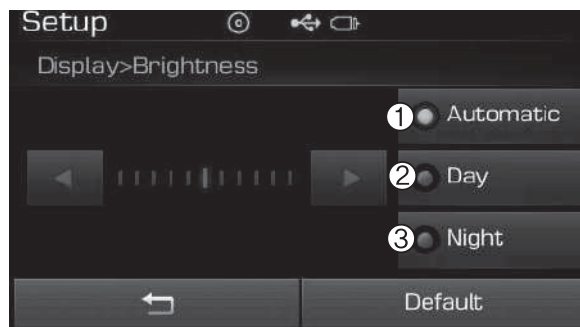 Setup
Display>Brightness
① Automatic
② Day
③ Night
Default